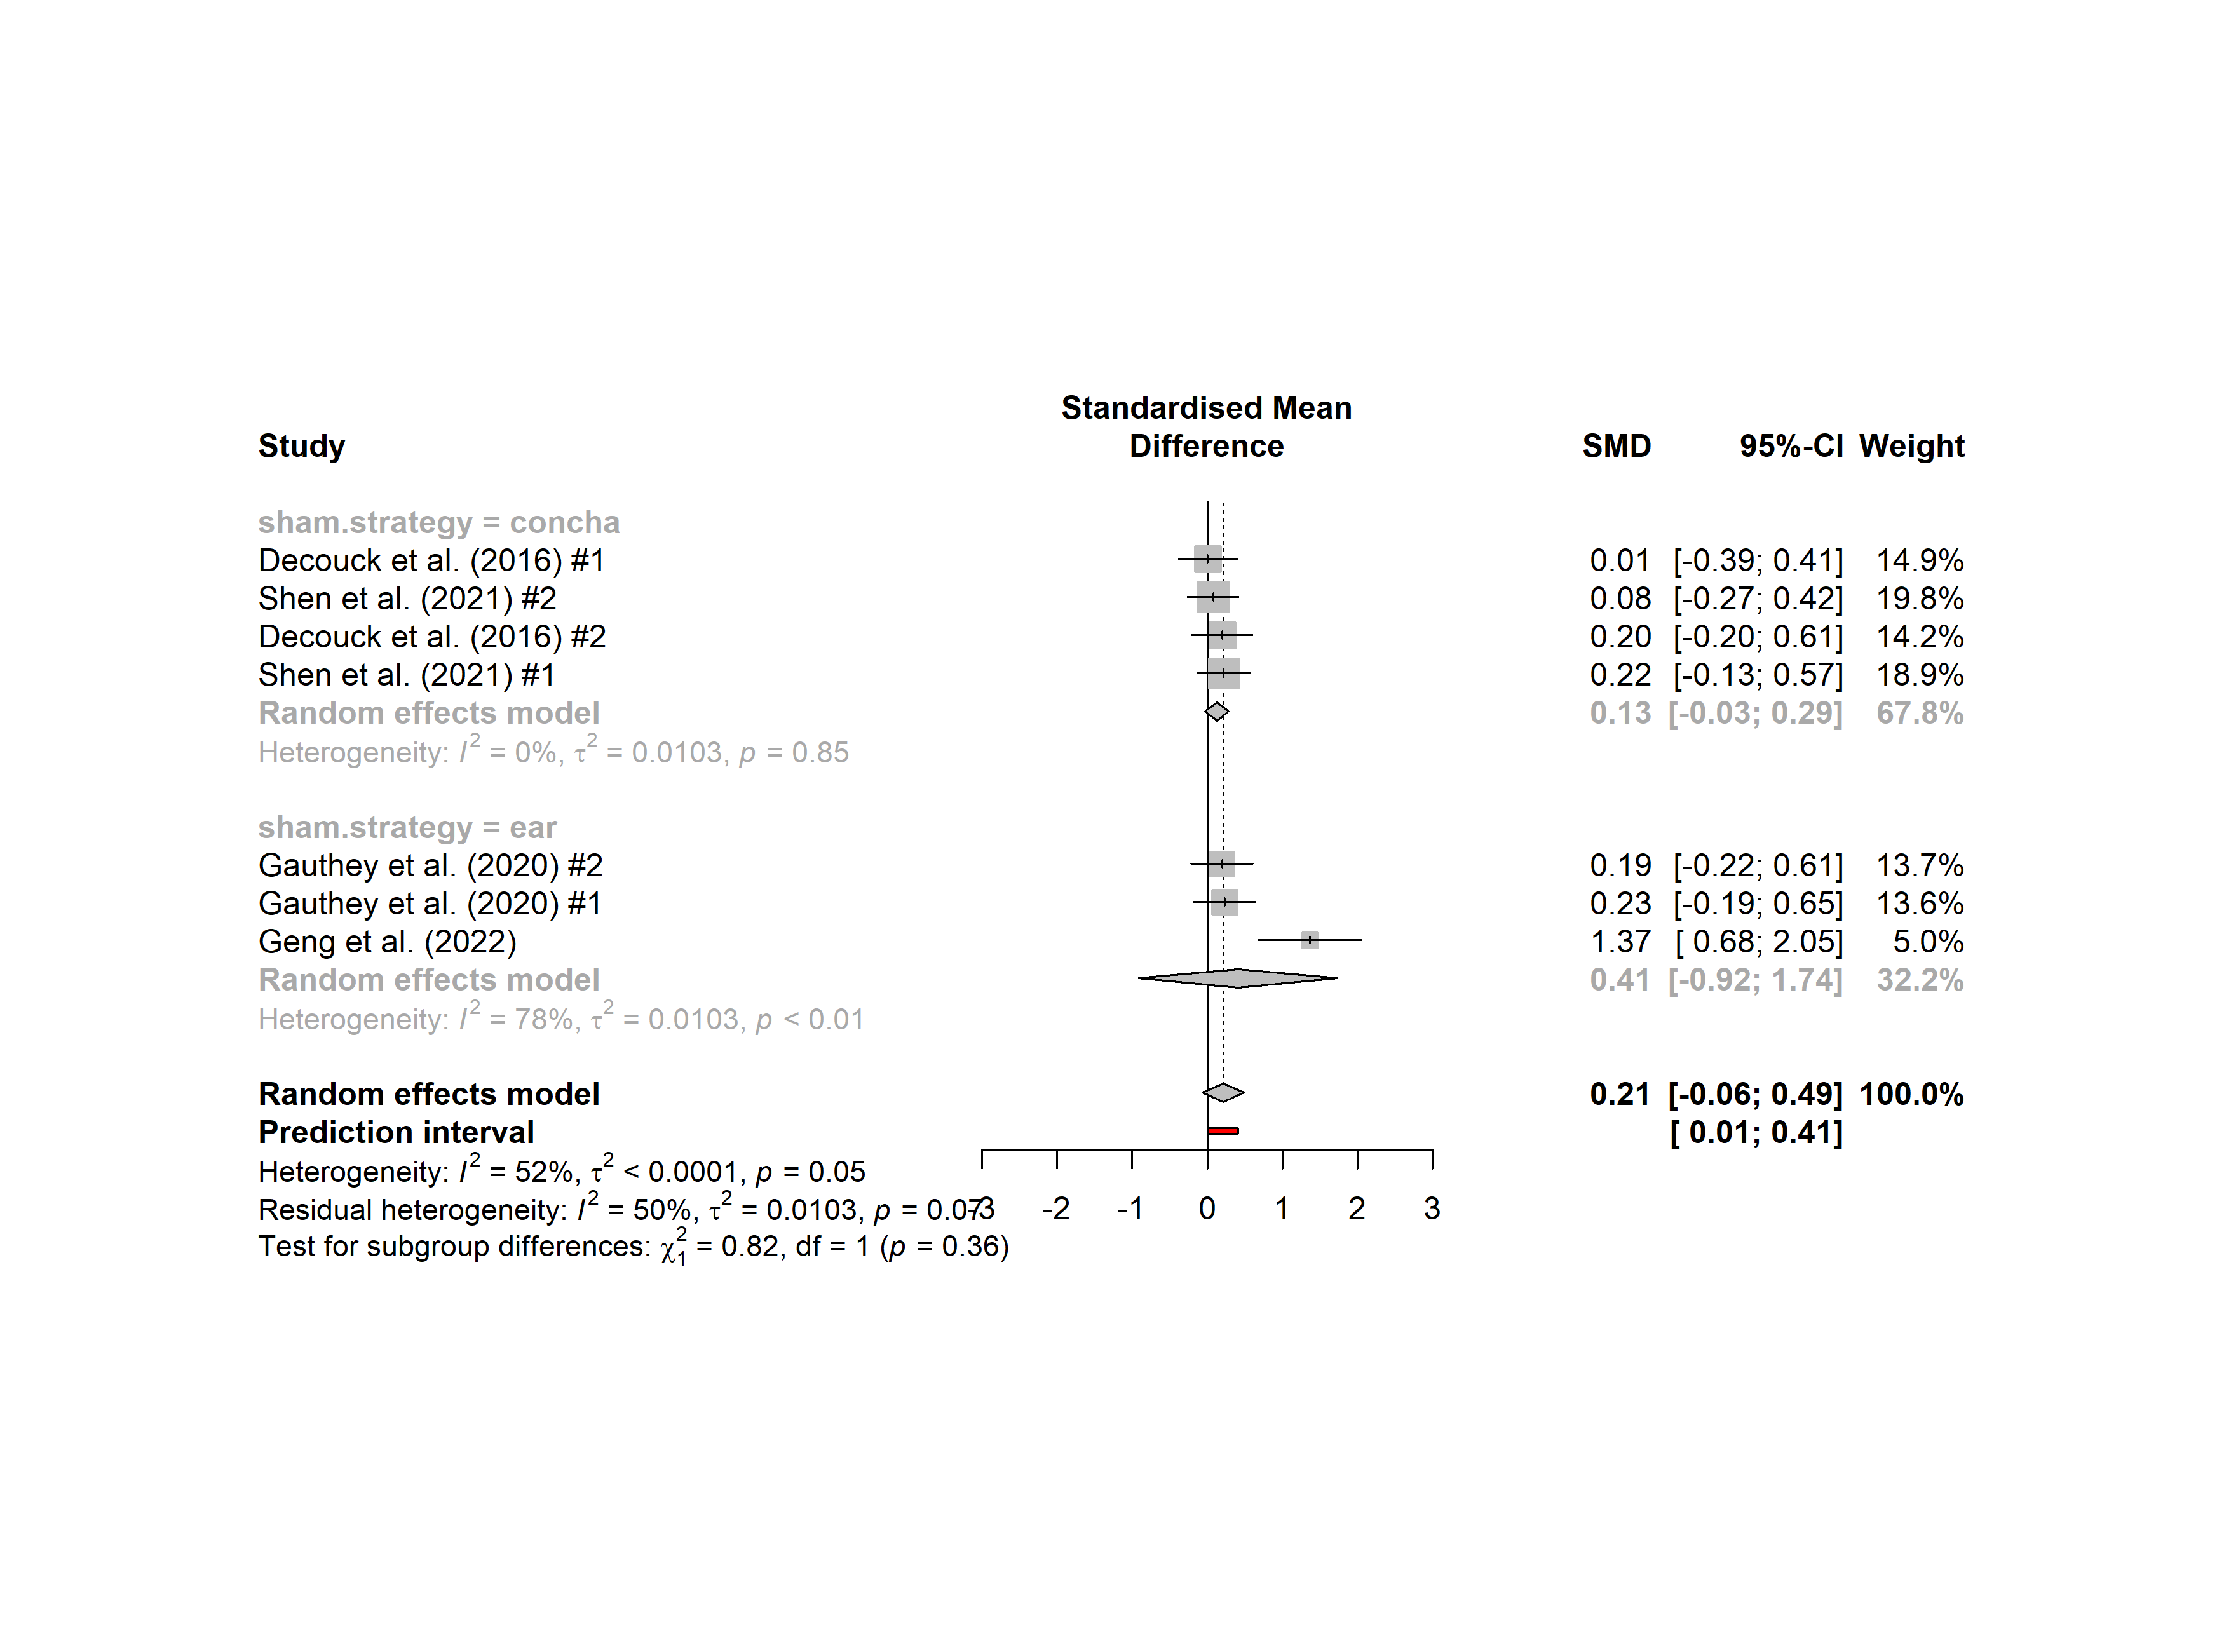 Standardised Mean
Study Difference SMD 95%-CI Weight
sham.strategy = concha
Decouck et al. (2016) #1 0.01 [-0.39; 0.41] 14.9%
Shen et al. (2021) #2 0.08 [-0.27; 0.42] 19.8%
Decouck et al. (2016) #2 0.20 [-0.20; 0.61] 14.2%
Shen et al. (2021) #1 0.22 [-0.13; 0.57] 18.9%
Random effects model 0.13 [-0.03; 0.29] 67.8%
Heterogeneity: I² = 0%, τ² = 0.0103, p = 0.85
sham.strategy = ear
Gauthey et al. (2020) #2 0.19 [-0.22; 0.61] 13.7%
Gauthey et al. (2020) #1 0.23 [-0.19; 0.65] 13.6%
Geng et al. (2022) 1.37 [ 0.68; 2.05] 5.0%
Random effects model 0.41 [-0.92; 1.74] 32.2%
Heterogeneity: I² = 78%, τ² = 0.0103, p < 0.01
Random effects model 0.21 [-0.06; 0.49] 100.0%
Prediction interval [ 0.01; 0.41]
Heterogeneity: I² = 52%, τ² < 0.0001, p = 0.05
Residual heterogeneity: I² = 50%, τ² = 0.0103, p = 0.07 -3 -2 -1 0 1 2 3
Test for subgroup differences: χ₁² = 0.82, df = 1 (p = 0.36)